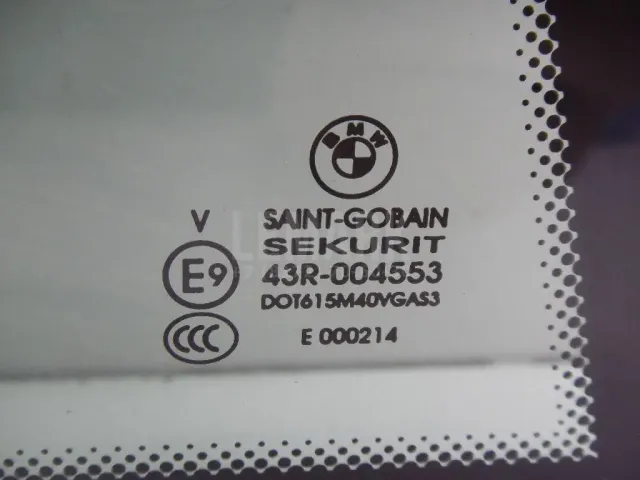 BMW
V SAINT-GOBAIN
SEKURIT
E9 43R-004553
DOT615M40VGAS3
CCC E 000214